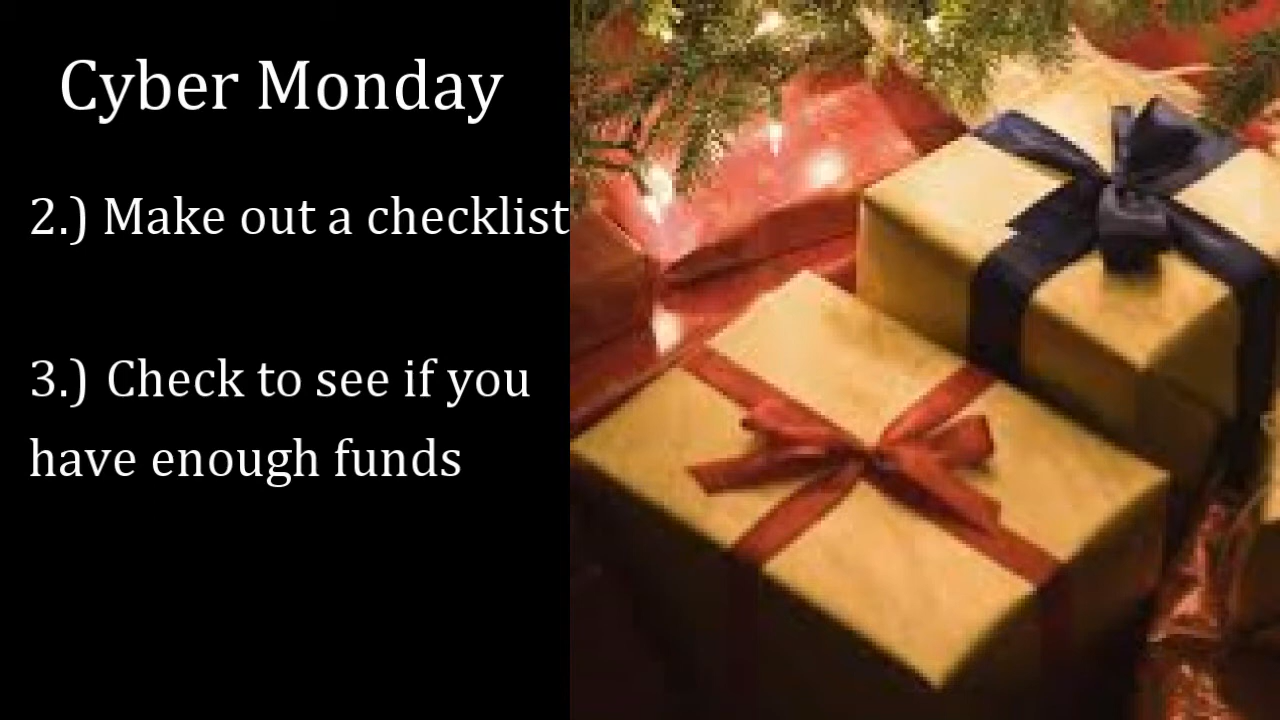 Cyber Monday
2.) Make out a checklist
3.) Check to see if you
have enough funds